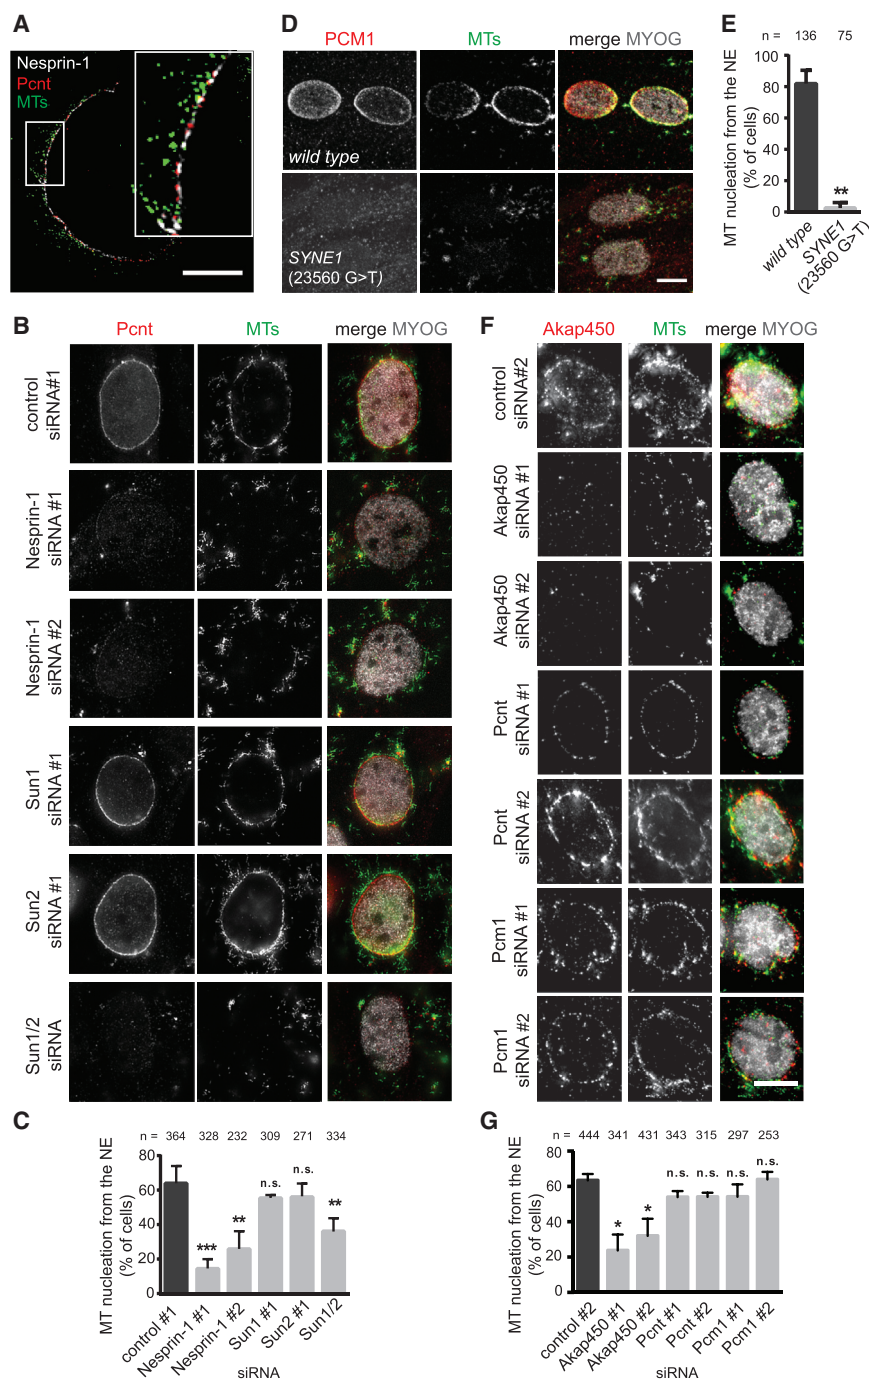 A
Nesprin-1
Pcnt
MTs
B
Pcnt
MTs
merge MYOG
control
siRNA#1
Nesprin-1
siRNA #1
Nesprin-1
siRNA #2
Sun1
siRNA #1
Sun2
siRNA #1
Sun1/2
siRNA
C
n = 364 328 232 309 271 334
MT nucleation from the NE
(% of cells)
80
60
40
20
0
***
**
n.s.
n.s.
**
control #1
Nesprin-1 #1
Nesprin-1 #2
Sun1 #1
Sun2 #1
Sun1/2
siRNA
D
PCM1
MTs
merge MYOG
wild type
SYNE1
(23560 G>T)
E
n = 136 75
MT nucleation from the NE
(% of cells)
100
80
60
40
20
0
**
wild type
SYNE1
(23560 G>T)
F
Akap450
MTs
merge MYOG
control
siRNA#2
Akap450
siRNA #1
Akap450
siRNA #2
Pcnt
siRNA #1
Pcnt
siRNA #2
Pcm1
siRNA #1
Pcm1
siRNA #2
G
n = 444 341 431 343 315 297 253
MT nucleation from the NE
(% of cells)
80
60
40
20
0
*
*
n.s.
n.s.
n.s.
n.s.
control #2
Akap450 #1
Akap450 #2
Pcnt #1
Pcnt #2
Pcm1 #1
Pcm1 #2
siRNA